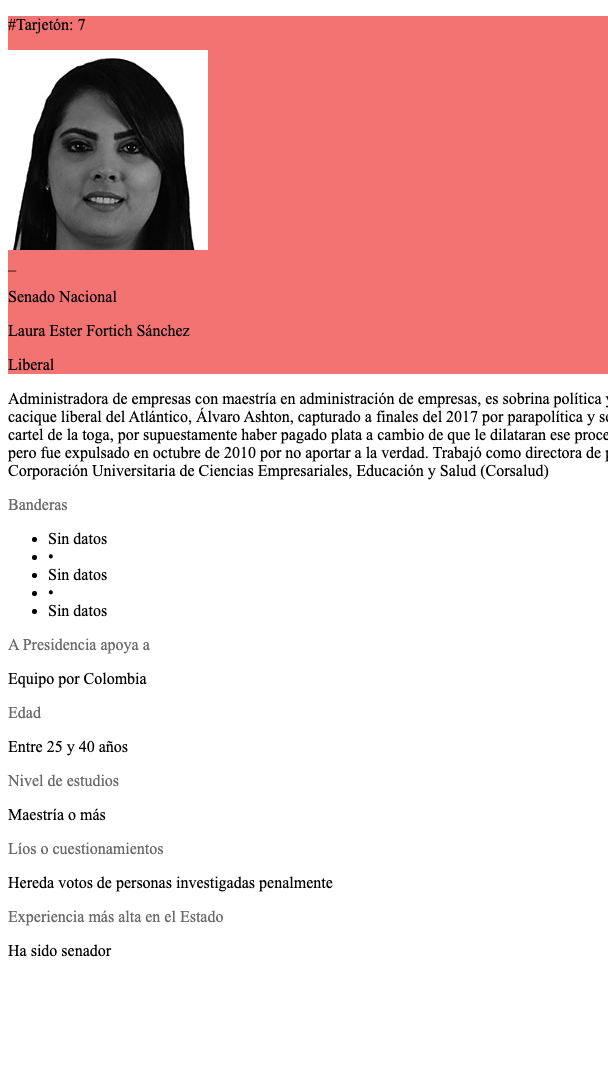 #Tarjetón: 7
_
Senado Nacional
Laura Ester Fortich Sánchez
Liberal
Administradora de empresas con maestría en administración de empresas, es sobrina política
cacique liberal del Atlántico, Álvaro Ashton, capturado a finales del 2017 por parapolítica y
cartel de la toga, por supuestamente haber pagado plata a cambio de que le dilataran ese
pero fue expulsado en octubre de 2010 por no aportar a la verdad. Trabajó como directora de
Corporación Universitaria de Ciencias Empresariales, Educación y Salud (Corsalud)
Banderas
• Sin datos
• •
• Sin datos
• •
• Sin datos
A Presidencia apoya a
Equipo por Colombia
Edad
Entre 25 y 40 años
Nivel de estudios
Maestría o más
Líos o cuestionamientos
Hereda votos de personas investigadas penalmente
Experiencia más alta en el Estado
Ha sido senador